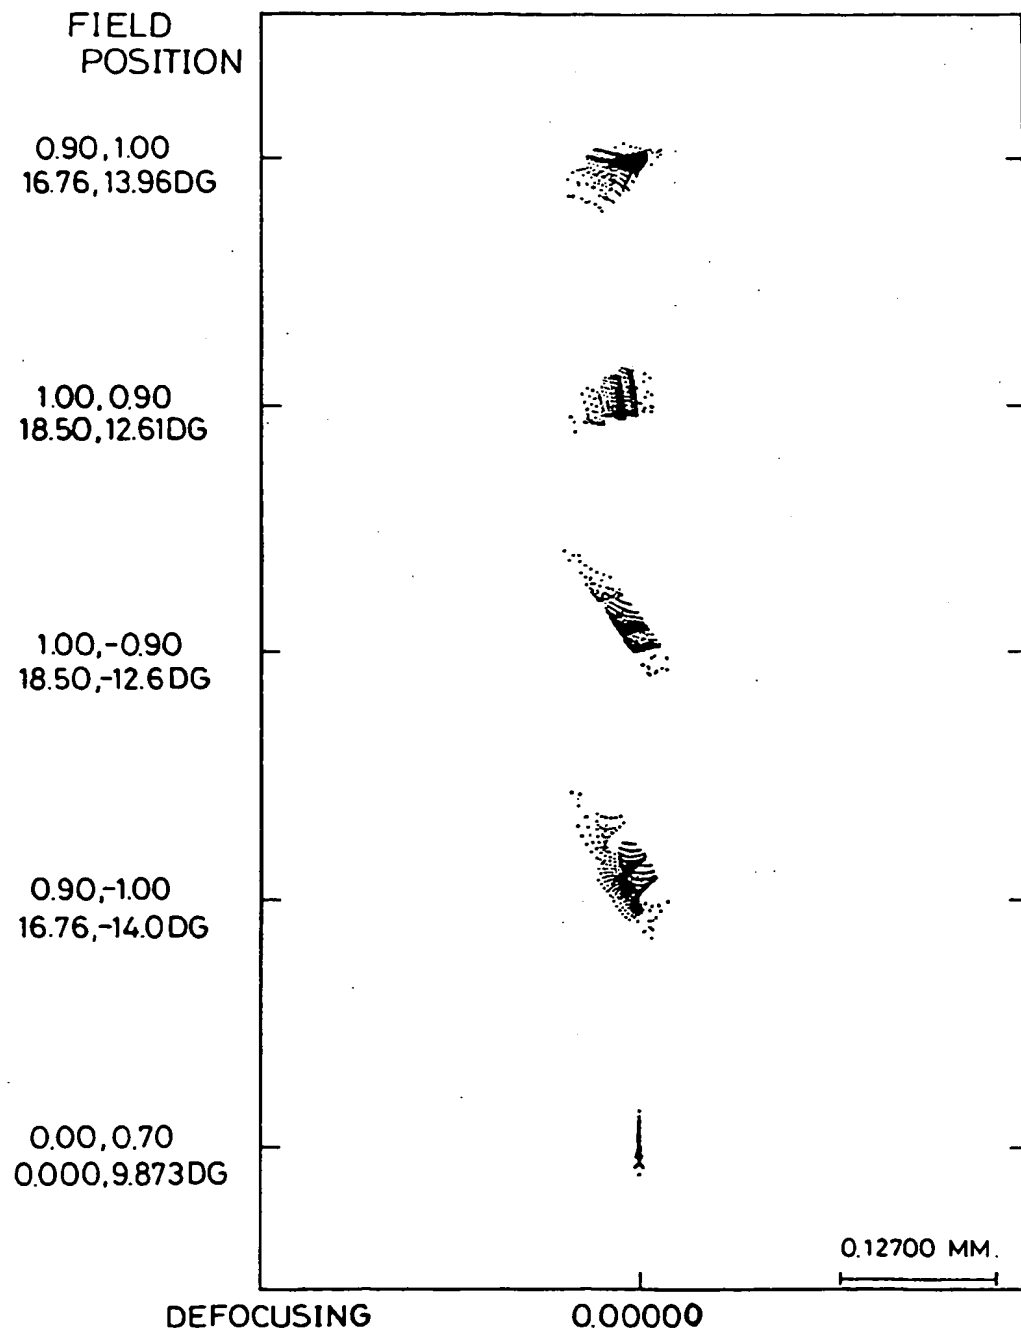 FIELD
POSITION
0.90,1.00
16.76,13.96DG
1.00,0.90
18.50,12.61DG
1.00,-0.90
18.50,-12.6DG
0.90,-1.00
16.76,-14.0DG
0.00,0.70
0.000,9.873DG
0.12700 MM.
DEFOCUSING 0.00000